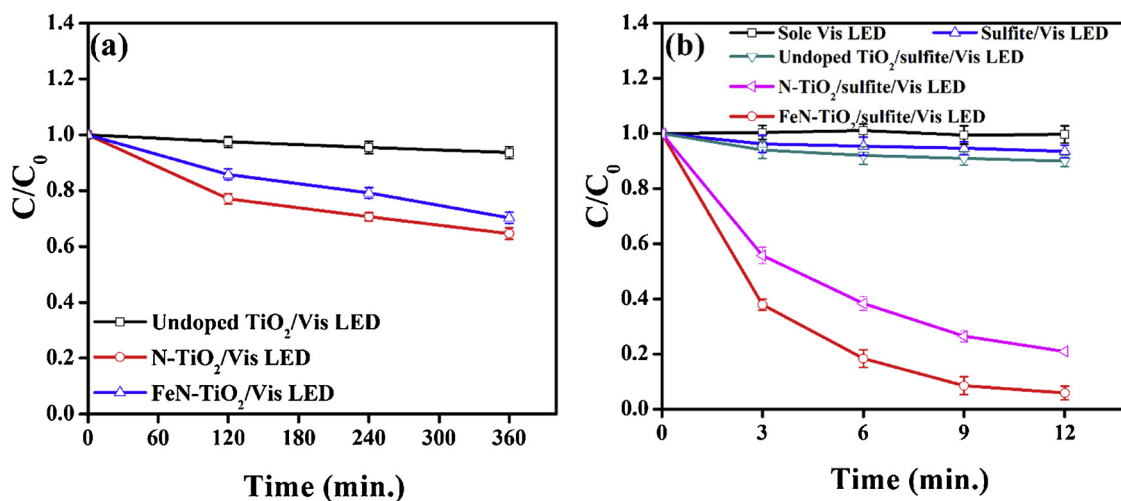 (a)
1.4
1.2
1.0
0.8
0.6
0.4
0.2
0.0
C/C₀
Undoped TiO₂/Vis LED
N-TiO₂/Vis LED
FeN-TiO₂/Vis LED
0 60 120 180 240 300 360
Time (min.)
(b)
1.4
1.2
1.0
0.8
0.6
0.4
0.2
0.0
C/C₀
Sole Vis LED Sulfite/Vis LED
Undoped TiO₂/sulfite/Vis LED
N-TiO₂/sulfite/Vis LED
FeN-TiO₂/sulfite/Vis LED
0 3 6 9 12
Time (min.)